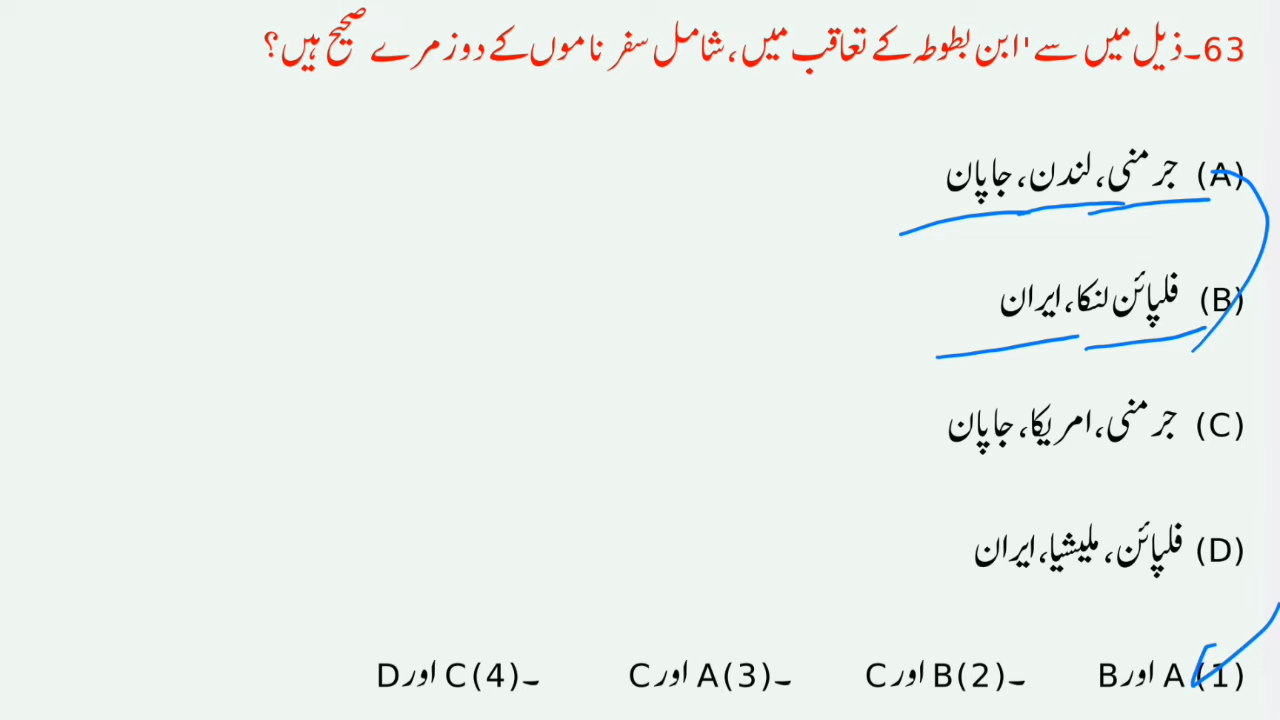 63۔ذیل میں سے 'ابن بطوطہ کے تعاقب میں، شامل سفر ناموں کے دو زمرے صحیح ہیں؟
(A) جرمنی، لندن، جاپان
(B) فلپائن لنکا، ایران
(C) جرمنی، امریکا، جاپان
(D) فلپائن، ملیشیا، ایران
(1) A اور B ۔(2) B اور C ۔(3) A اور C ۔(4) C اور D